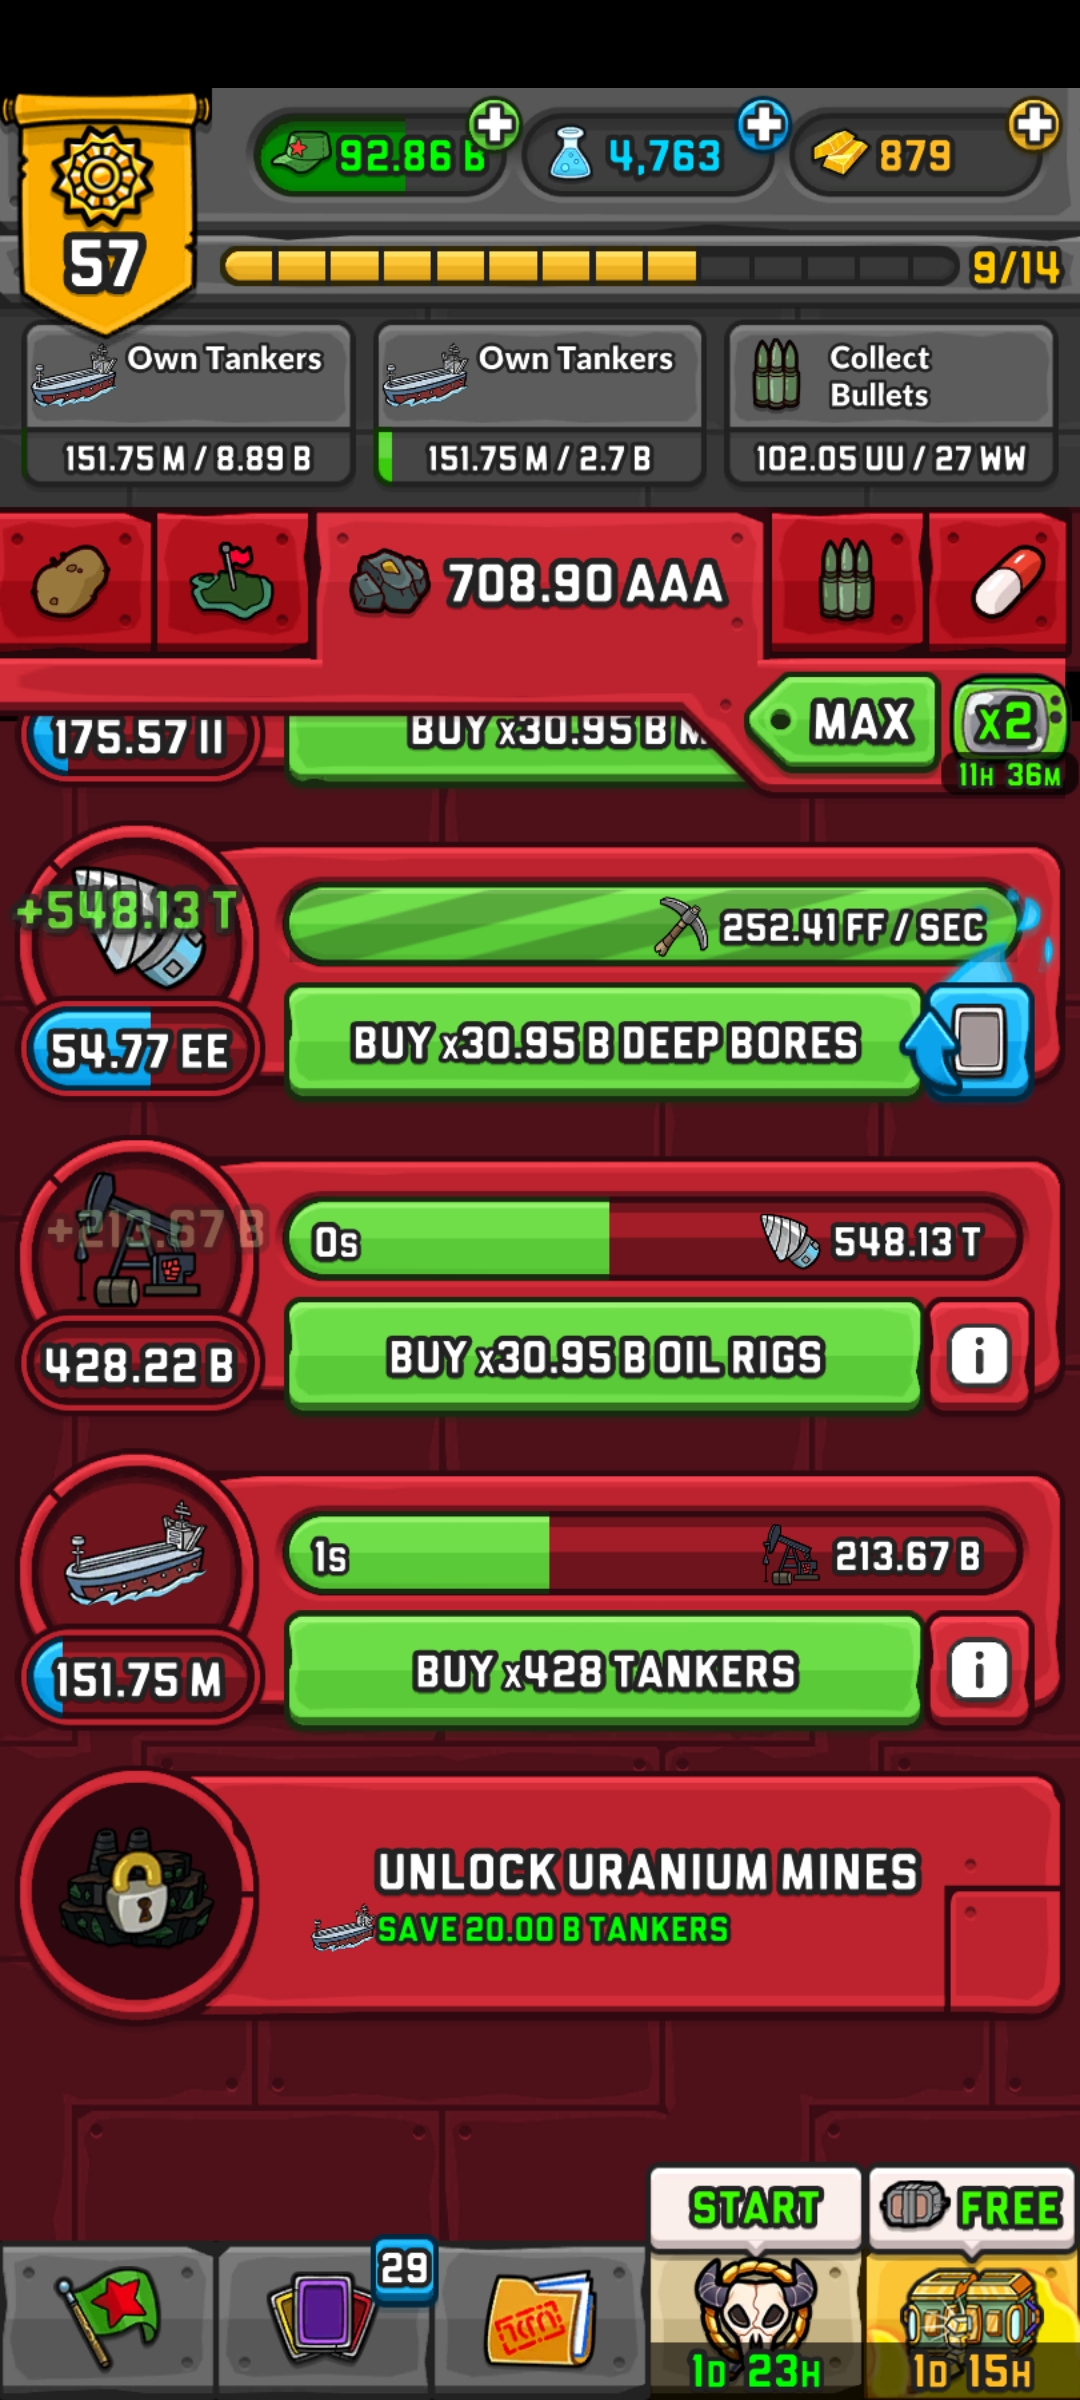 92.86 B
4,763
879
57
9/14
Own Tankers
151.75 M / 8.89 B
Own Tankers
151.75 M / 2.7 B
Collect
Bullets
102.05 UU / 27 WW
708.90 AAA
MAX
x2
11H 36M
175.57 II
BUY x30.95 B M
+548.13 T
252.41 FF / SEC
54.77 EE
BUY x30.95 B DEEP BORES
+213.67 B
0s
548.13 T
428.22 B
BUY x30.95 B OIL RIGS
i
1s
213.67 B
151.75 M
BUY x428 TANKERS
i
UNLOCK URANIUM MINES
SAVE 20.00 B TANKERS
START
FREE
29
1D 23H
1D 15H